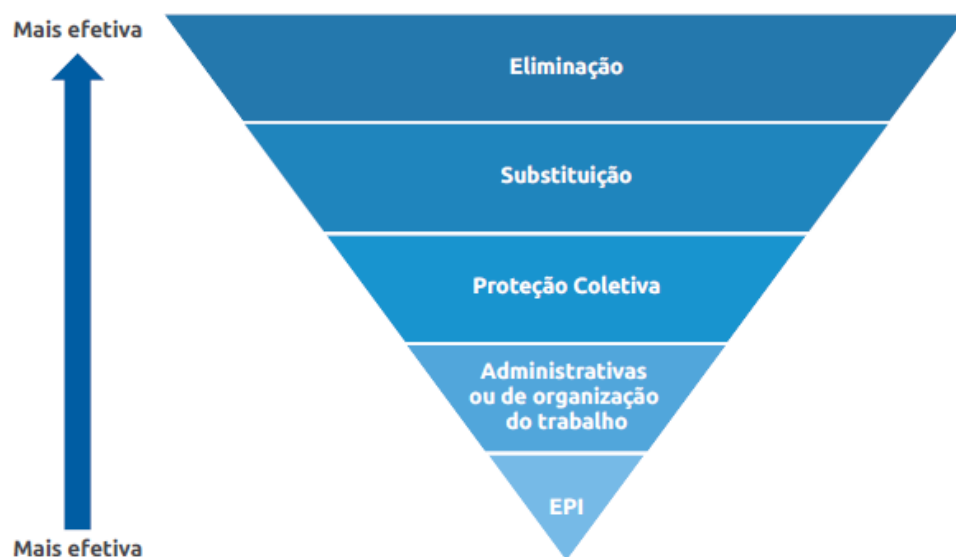 Mais efetiva
Eliminação
Substituição
Proteção Coletiva
Administrativas
ou de organização
do trabalho
EPI
Mais efetiva